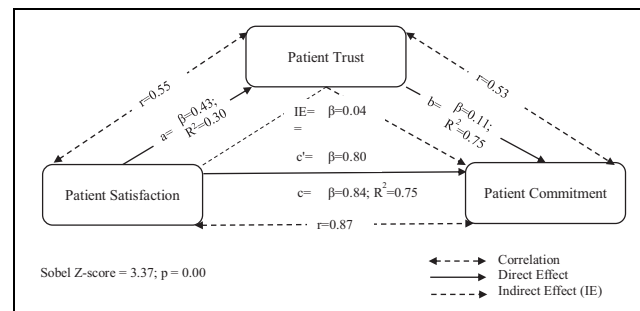 Patient Trust
r=0.55
r=0.53
a= β=0.43;
R²=0.30
IE= β=0.04
=
b= β=0.11;
R²=0.75
c'= β=0.80
Patient Satisfaction
Patient Commitment
c= β=0.84; R²=0.75
r=0.87
Sobel Z-score = 3.37; p = 0.00
Correlation
Direct Effect
Indirect Effect (IE)